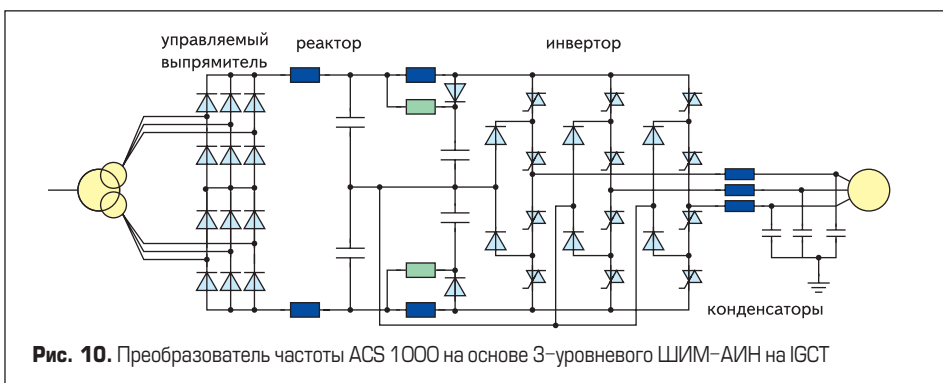 управляемый
выпрямитель
реактор
инвертор
конденсаторы
Рис. 10. Преобразователь частоты ACS 1000 на основе 3-уровневого ШИМ-АИН на IGCT